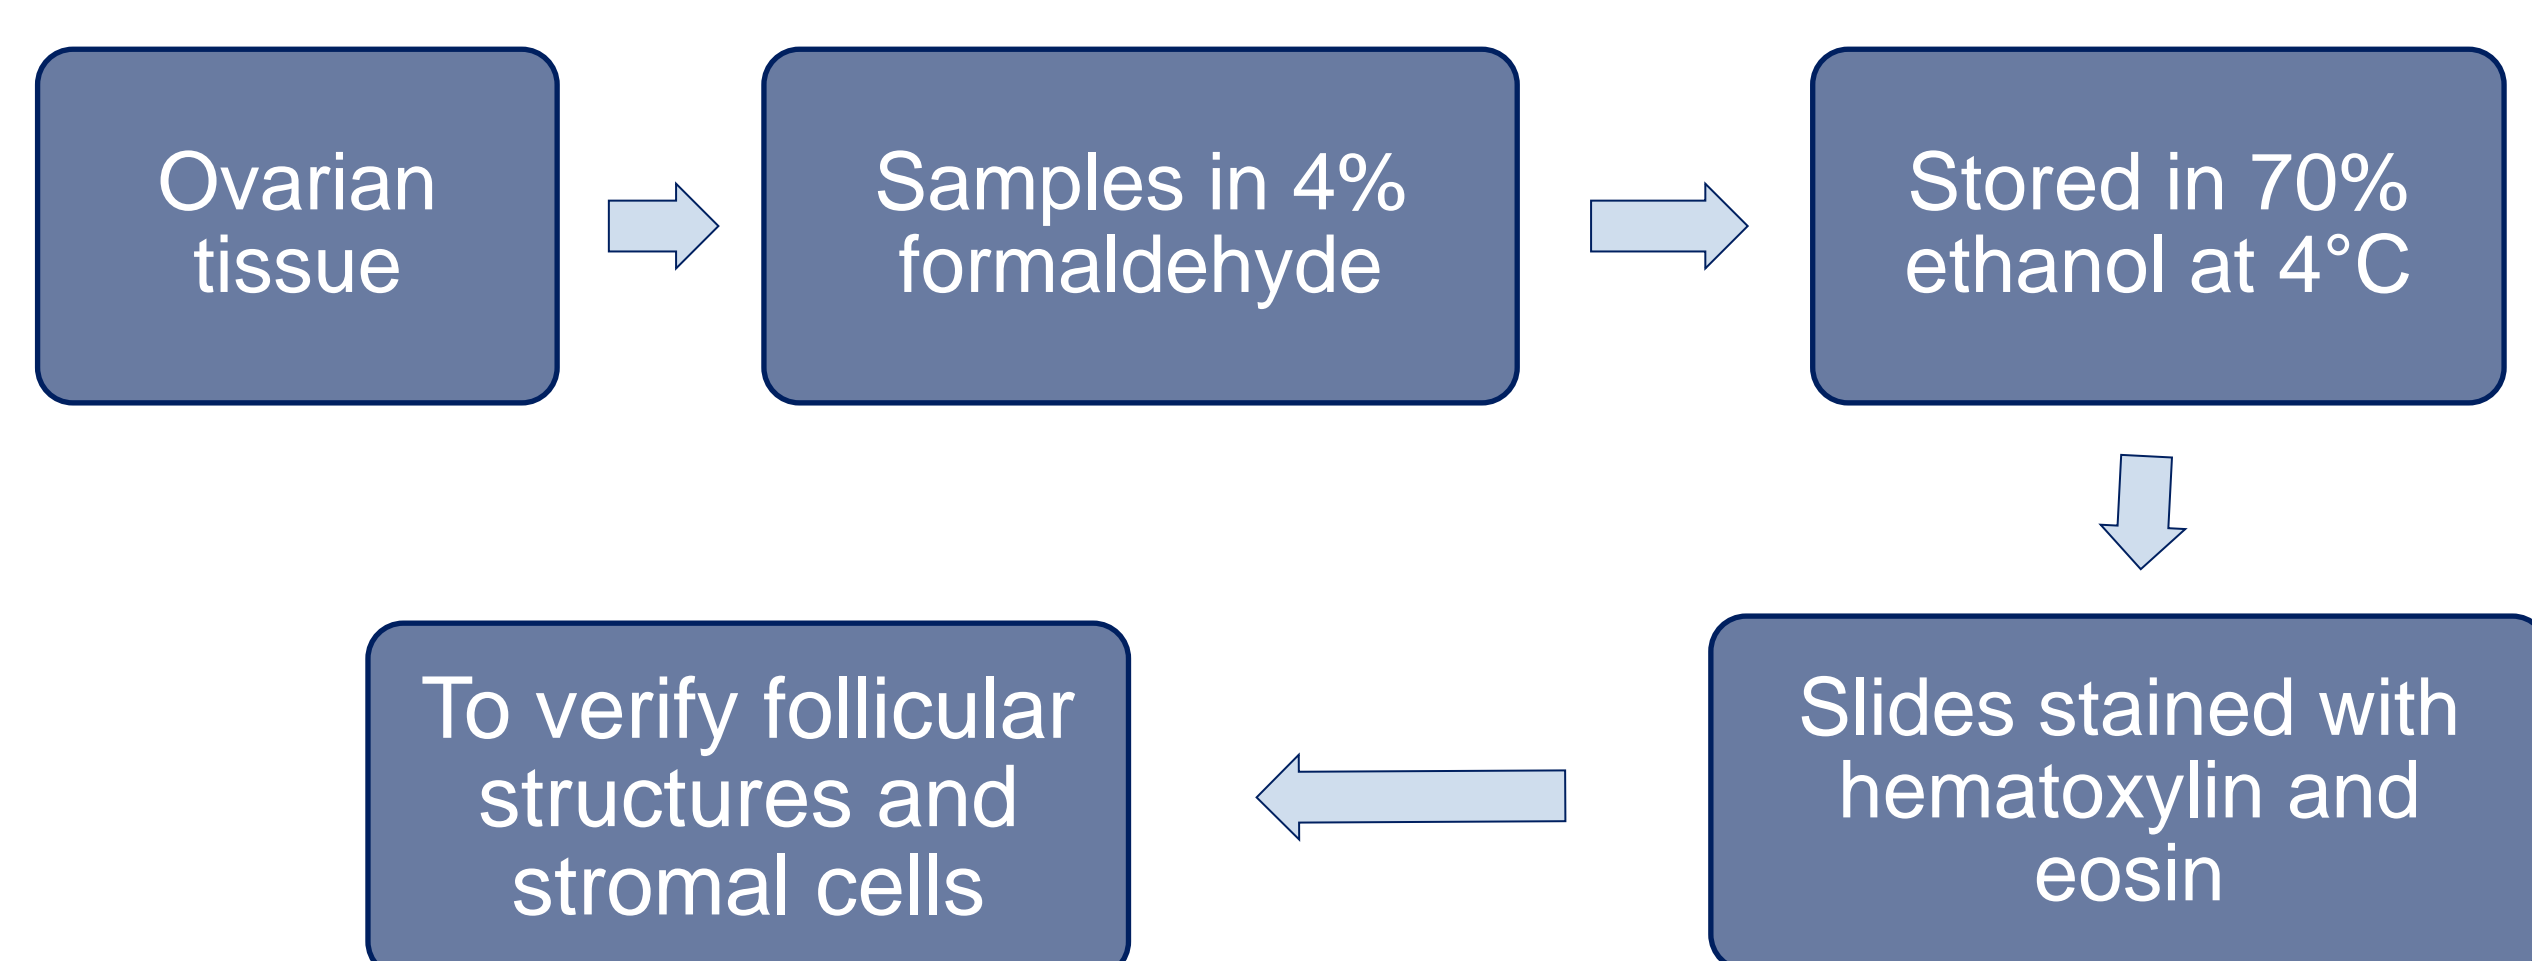 Ovarian
tissue
Samples in 4%
formaldehyde
Stored in 70%
ethanol at 4°C
Slides stained with
hematoxylin and
eosin
To verify follicular
structures and
stromal cells